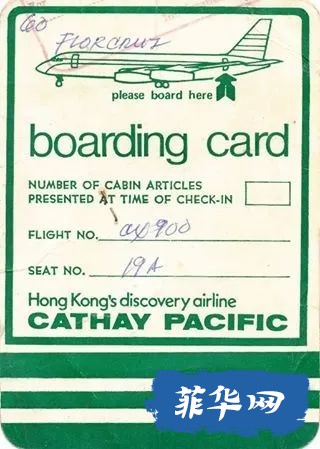 FLORCRUZ
please board here
boarding card
NUMBER OF CABIN ARTICLES
PRESENTED AT TIME OF CHECK-IN
FLIGHT NO. CX900
SEAT NO. 19A
Hong Kong's discovery airline
CATHAY PACIFIC
菲华网